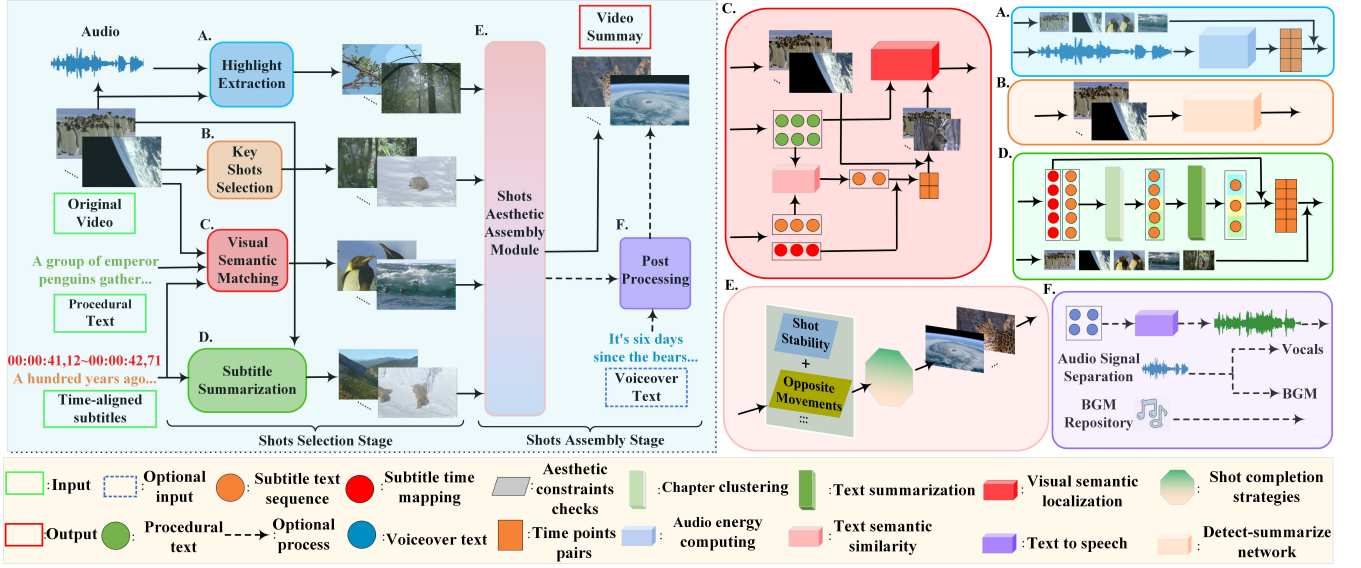 Audio
A.
Highlight
Extraction
B.
Key
Shots
Selection
Original
Video
C.
Visual
Semantic
Matching
A group of emperor
penguins gather...
Procedural
Text
D.
00:00:41,12~00:00:42,71
A hundred years ago...
Subtitle
Summarization
Time-aligned
subtitles
Shots Selection Stage
E.
Shots
Aesthetic
Assembly
Module
Video
Summay
F.
Post
Processing
It's six days
since the bears...
Voiceover
Text
Shots Assembly Stage
C.
E.
Shot
Stability
+
Opposite
Movements
...
A.
B.
D.
F.
Audio Signal
Separation
Vocals
BGM
BGM
Repository
:Input
:Optional
input
:Subtitle text
sequence
:Subtitle time
mapping
Aesthetic
:constraints
checks
:Chapter clustering
:Text summarization
:Visual semantic
localization
:Shot completion
strategies
:Output
:Procedural
text
:Optional
process
:Voiceover text
:Time points
pairs
:Audio energy
computing
:Text semantic
similarity
:Text to speech
:Detect-summarize
network